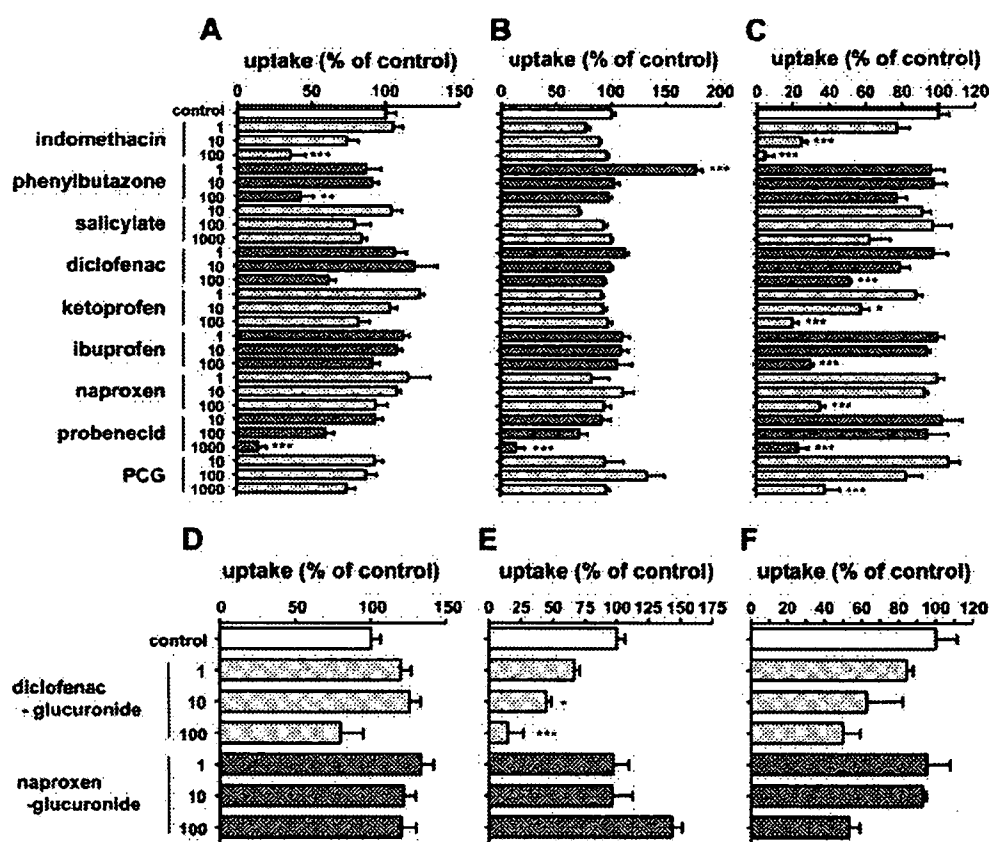 A B C
uptake (% of control) uptake (% of control) uptake (% of control)
0 50 100 150 0 50 100 150 200 0 20 40 60 80 100 120
control
indomethacin 1
10
100 *** *** ***
phenylbutazone 1 ***
10
100 **
salicylate 10
100
1000
diclofenac 1
10
100 ***
ketoprofen 1
10 *
100 ***
ibuprofen 1
10
100 ***
naproxen 1
10
100 ***
probenecid 10
100
1000 *** *** ***
PCG 10
100
1000 ***
D E F
uptake (% of control) uptake (% of control) uptake (% of control)
0 50 100 150 0 25 50 75 100 125 150 175 0 20 40 60 80 100 120
control
diclofenac
-glucuronide
1
10 *
100 ***
naproxen
-glucuronide
1
10
100